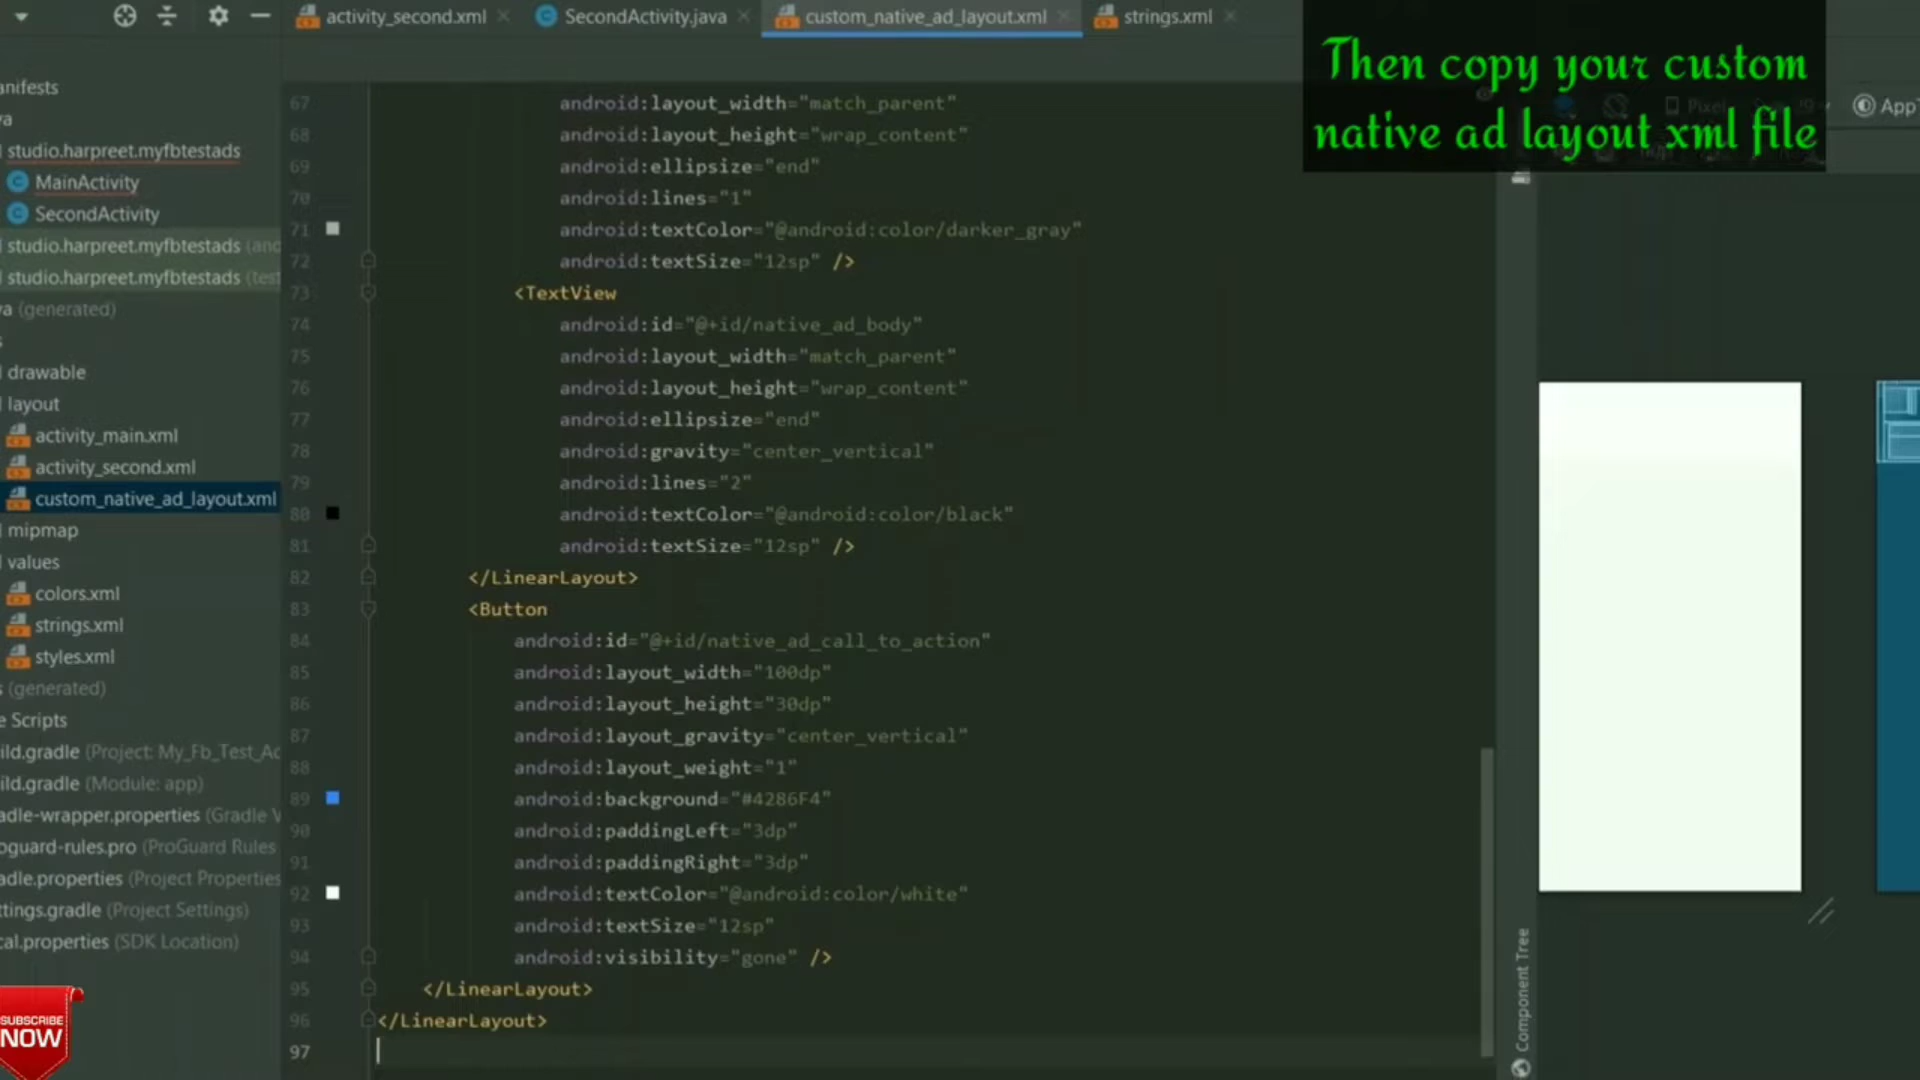 activity_second.xml
SecondActivity.java
custom_native_ad_layout.xml
strings.xml
Then copy your custom
native ad layout xml file
Pixel
App
anifests
va
studio.harpreet.myfbtestads
MainActivity
SecondActivity
studio.harpreet.myfbtestads (and
studio.harpreet.myfbtestads (test
va (generated)
s
drawable
layout
activity_main.xml
activity_second.xml
custom_native_ad_layout.xml
mipmap
values
colors.xml
strings.xml
styles.xml
s (generated)
e Scripts
ild.gradle (Project: My_Fb_Test_Ac
ild.gradle (Module: app)
adle-wrapper.properties (Gradle V
oguard-rules.pro (ProGuard Rules
adle.properties (Project Properties
ttings.gradle (Project Settings)
cal.properties (SDK Location)
SUBSCRIBE
NOW
67 android:layout_width="match_parent"
68 android:layout_height="wrap_content"
69 android:ellipsize="end"
70 android:lines="1"
71 android:textColor="@android:color/darker_gray"
72 android:textSize="12sp" />
73 <TextView
74 android:id="@+id/native_ad_body"
75 android:layout_width="match_parent"
76 android:layout_height="wrap_content"
77 android:ellipsize="end"
78 android:gravity="center_vertical"
79 android:lines="2"
80 android:textColor="@android:color/black"
81 android:textSize="12sp" />
82 </LinearLayout>
83 <Button
84 android:id="@+id/native_ad_call_to_action"
85 android:layout_width="100dp"
86 android:layout_height="30dp"
87 android:layout_gravity="center_vertical"
88 android:layout_weight="1"
89 android:background="#4286F4"
90 android:paddingLeft="3dp"
91 android:paddingRight="3dp"
92 android:textColor="@android:color/white"
93 android:textSize="12sp"
94 android:visibility="gone" />
95 </LinearLayout>
96 </LinearLayout>
97
Component Tree